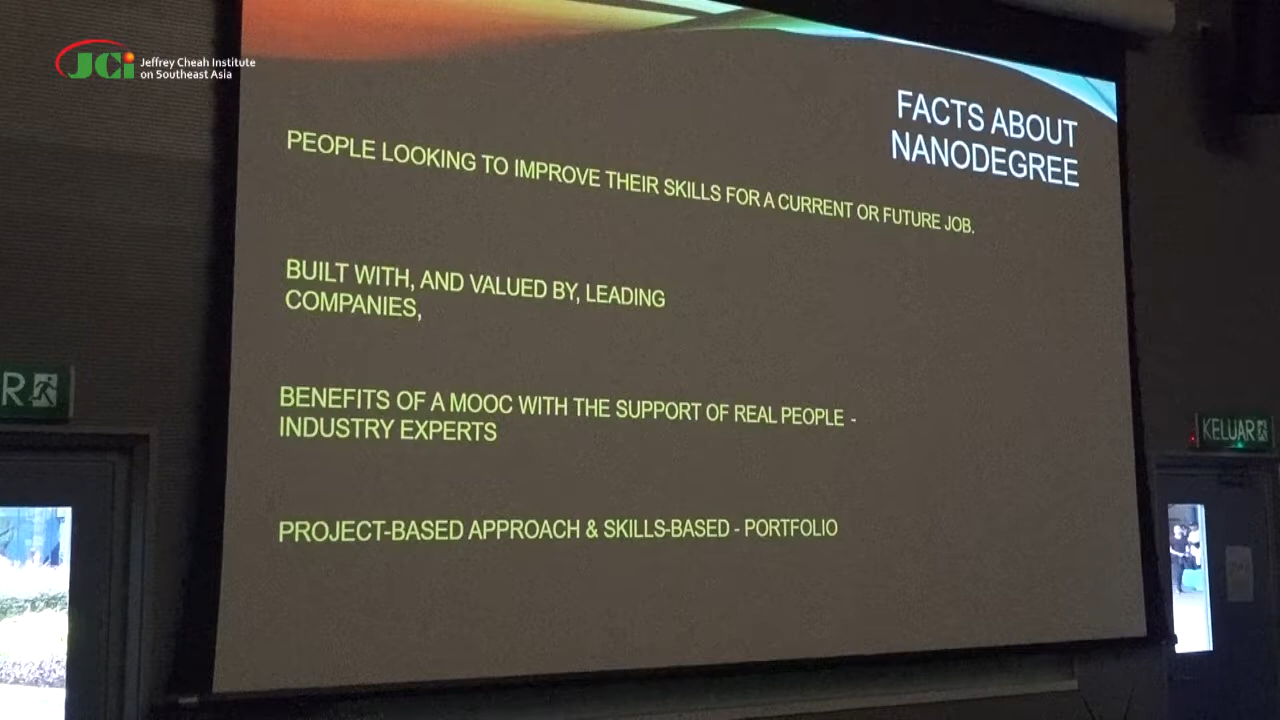 JCi Jeffrey Cheah Institute
on Southeast Asia
FACTS ABOUT
NANODEGREE
PEOPLE LOOKING TO IMPROVE THEIR SKILLS FOR A CURRENT OR FUTURE JOB.
BUILT WITH, AND VALUED BY, LEADING
COMPANIES,
BENEFITS OF A MOOC WITH THE SUPPORT OF REAL PEOPLE -
INDUSTRY EXPERTS
PROJECT-BASED APPROACH & SKILLS-BASED - PORTFOLIO
R
KELUAR